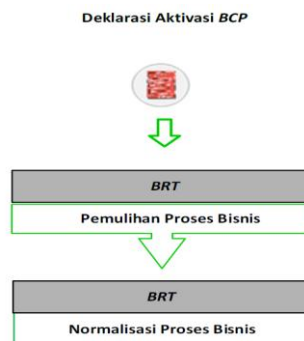 Deklarasi Aktivasi BCP
BRT
Pemulihan Proses Bisnis
BRT
Normalisasi Proses Bisnis